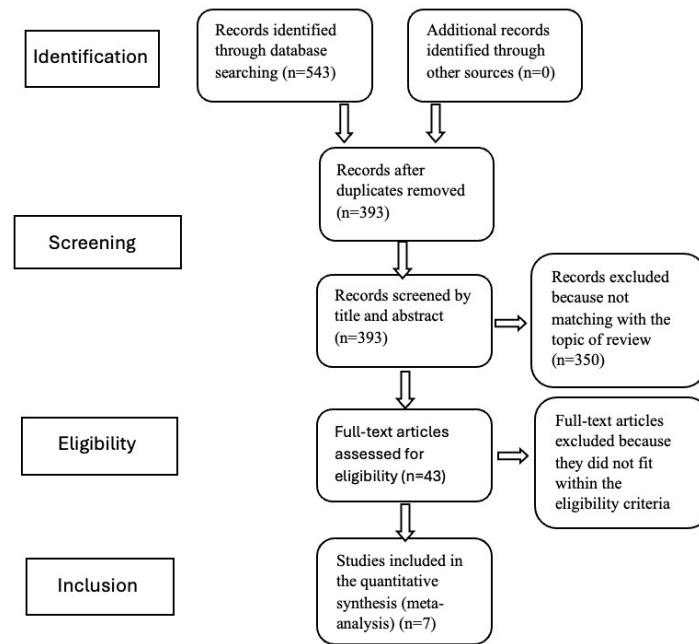 Identification
Records identified
through database
searching (n=543)
Additional records
identified through
other sources (n=0)
Records after
duplicates removed
(n=393)
Screening
Records screened by
title and abstract
(n=393)
Records excluded
because not
matching with the
topic of review
(n=350)
Eligibility
Full-text articles
assessed for
eligibility (n=43)
Full-text articles
excluded because
they did not fit
within the
eligibility criteria
Inclusion
Studies included in
the quantitative
synthesis (meta-
analysis) (n=7)